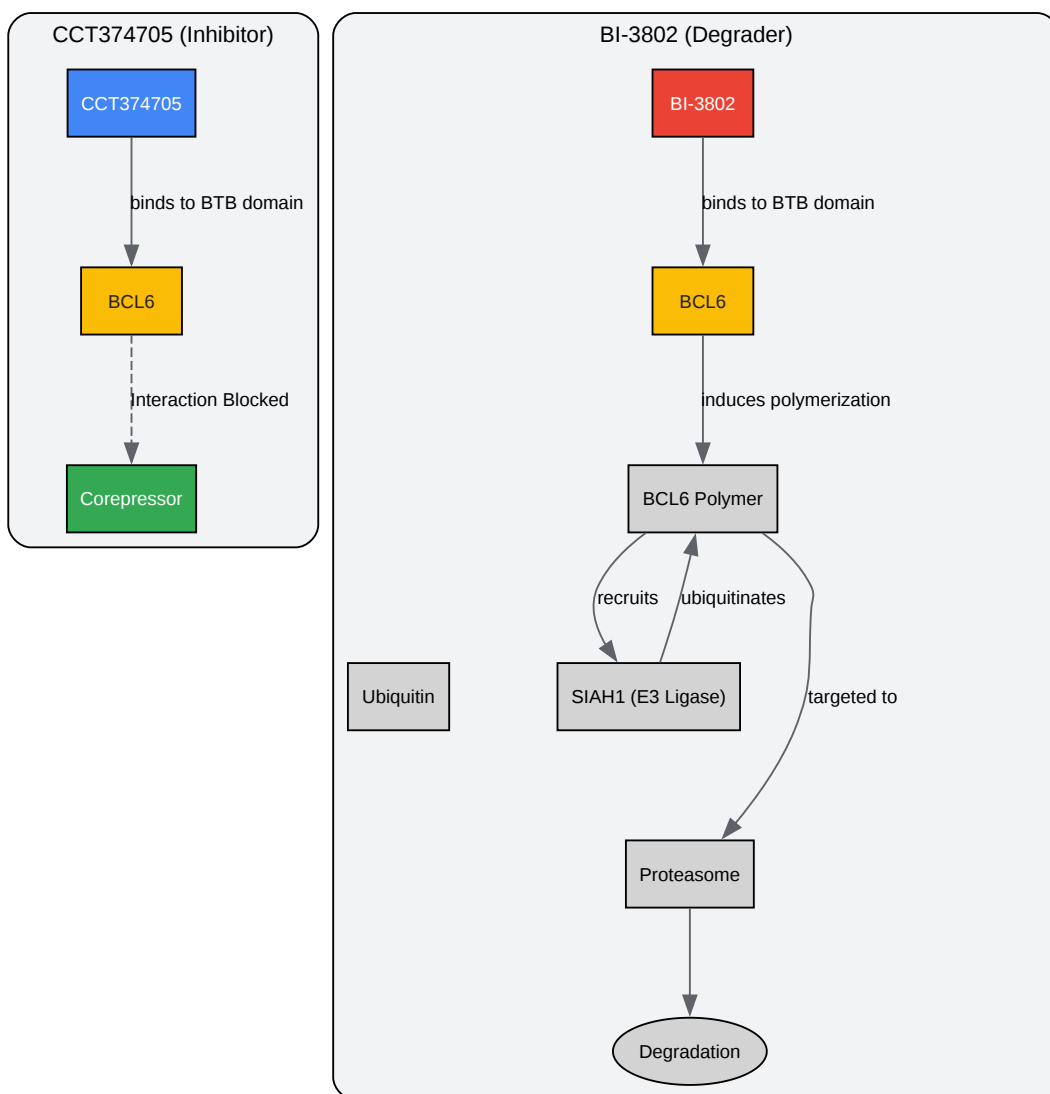 CCT374705 (Inhibitor)
CCT374705
binds to BTB domain
BCL6
Interaction Blocked
Corepressor
BI-3802 (Degrader)
BI-3802
binds to BTB domain
BCL6
induces polymerization
BCL6 Polymer
recruits
ubiquitinates
Ubiquitin
SIAH1 (E3 Ligase)
targeted to
Proteasome
Degradation